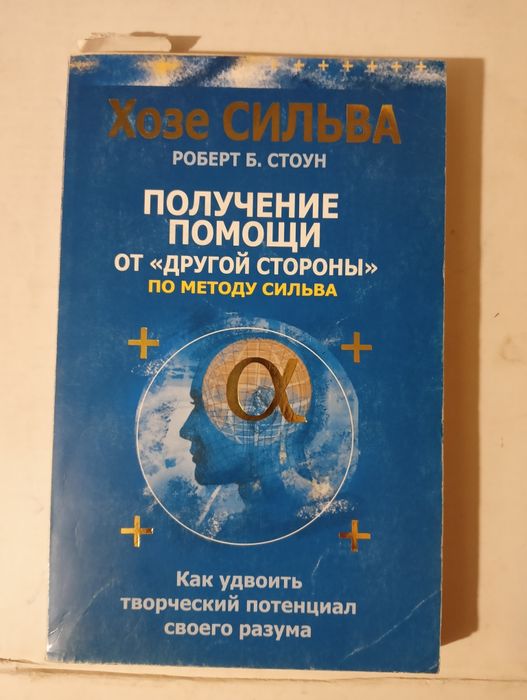 Хозе СИЛЬВА
РОБЕРТ Б. СТОУН
ПОЛУЧЕНИЕ
ПОМОЩИ
ОТ «ДРУГОЙ СТОРОНЫ»
ПО МЕТОДУ СИЛЬВА
α
Как удвоить
творческий потенциал
своего разума